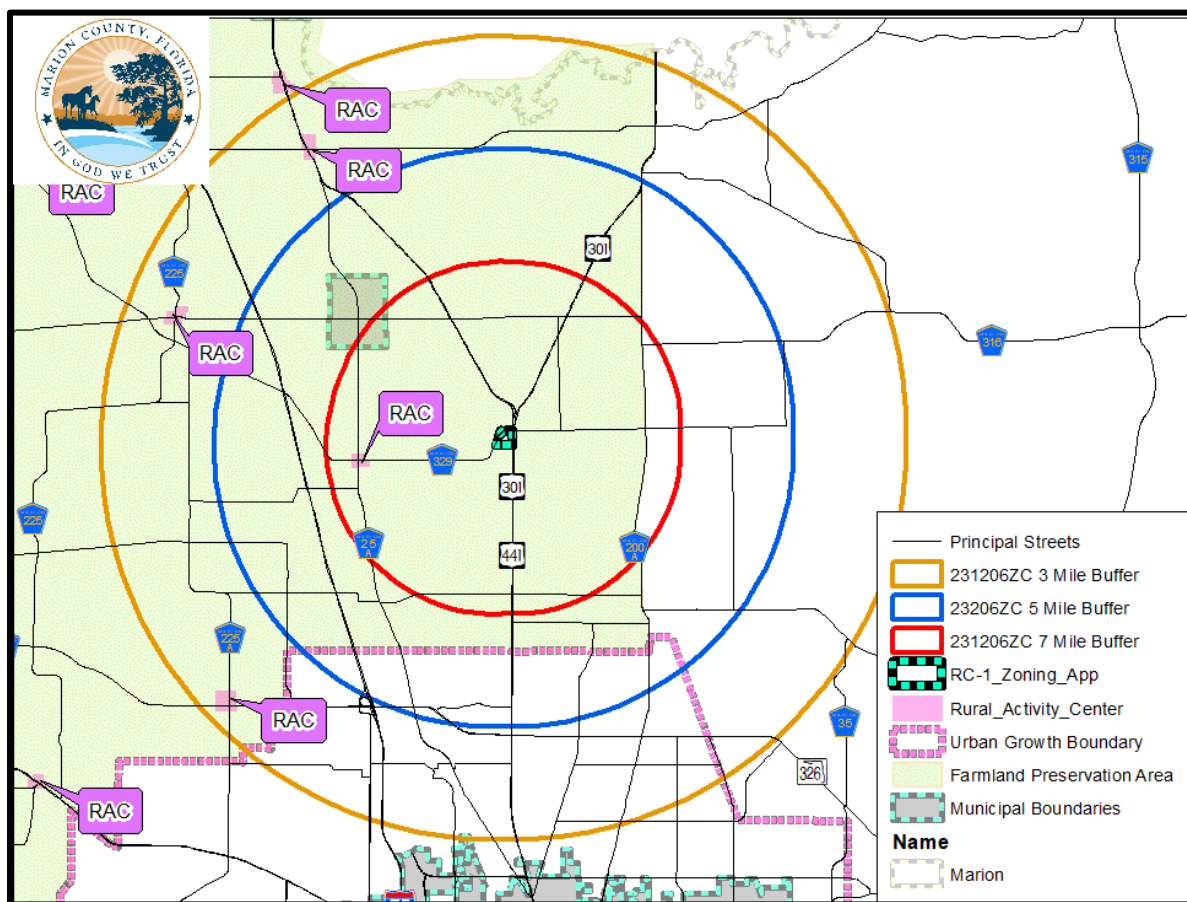 MARION COUNTY, FLORIDA
IN GOD WE TRUST
RAC
RAC
RAC
315
301
225
316
RAC
RAC
329
301
225
25
A
200
A
441
225
A
RAC
35
326
RAC
Principal Streets
231206ZC 3 Mile Buffer
23206ZC 5 Mile Buffer
231206ZC 7 Mile Buffer
RC-1_Zoning_App
Rural_Activity_Center
Urban Growth Boundary
Farmland Preservation Area
Municipal Boundaries
Name
Marion